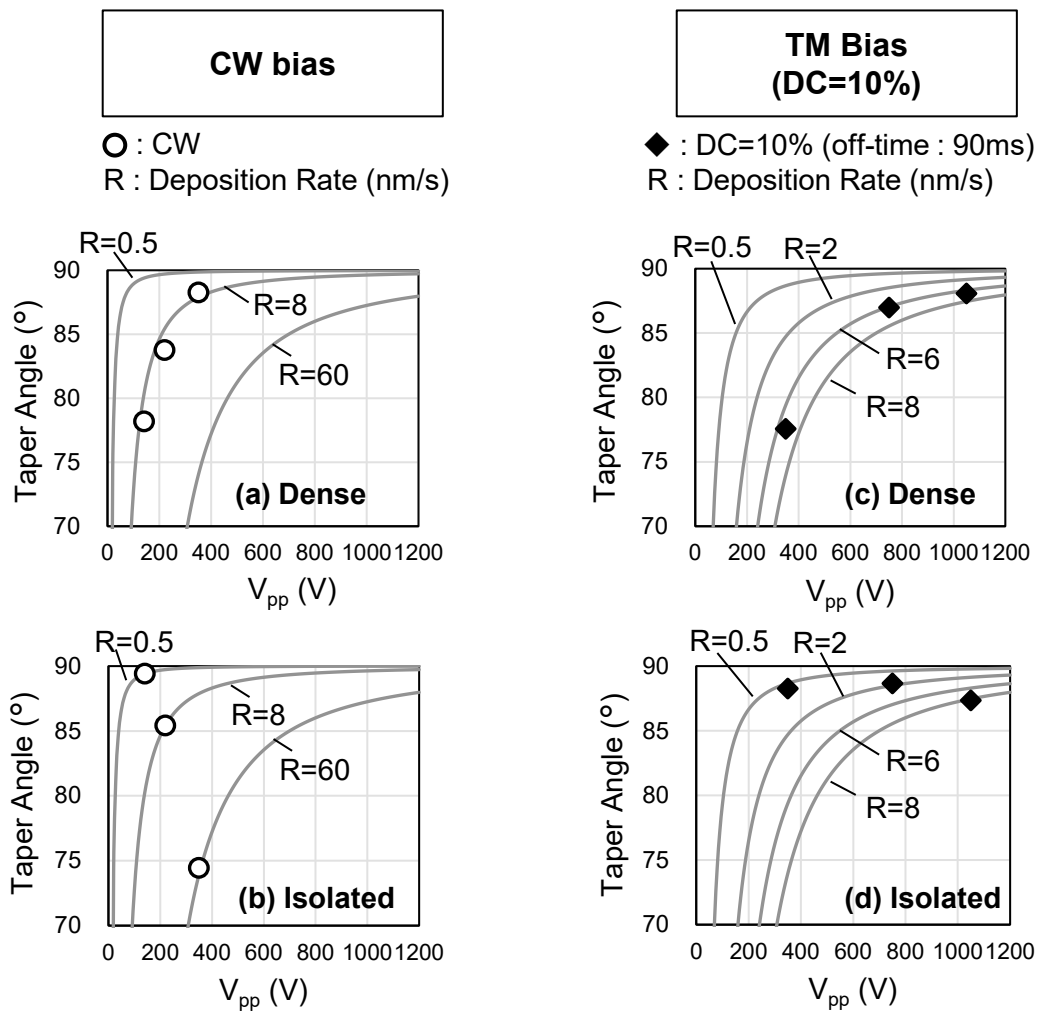 CW bias
TM Bias
(DC=10%)
: CW
R : Deposition Rate (nm/s)
: DC=10% (off-time : 90ms)
R : Deposition Rate (nm/s)
R=0.5
90
85
80
75
70
Taper Angle (°)
R=8
R=60
(a) Dense
0 200 400 600 800 1000 1200
Vpp (V)
R=0.5
R=2
90
85
80
75
70
Taper Angle (°)
R=6
R=8
(c) Dense
0 200 400 600 800 1000 1200
Vpp (V)
R=0.5
90
85
80
75
70
Taper Angle (°)
R=8
R=60
(b) Isolated
0 200 400 600 800 1000 1200
Vpp (V)
R=0.5
R=2
90
85
80
75
70
Taper Angle (°)
R=6
R=8
(d) Isolated
0 200 400 600 800 1000 1200
Vpp (V)